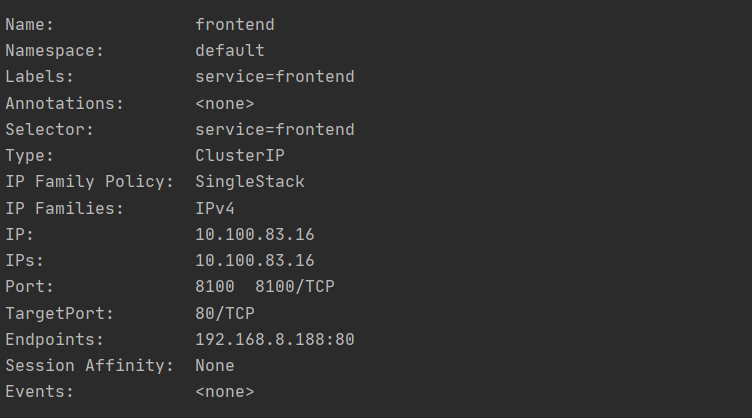 Name:              frontend
Namespace:         default
Labels:            service=frontend
Annotations:       <none>
Selector:          service=frontend
Type:              ClusterIP
IP Family Policy:  SingleStack
IP Families:       IPv4
IP:                10.100.83.16
IPs:               10.100.83.16
Port:              8100  8100/TCP
TargetPort:        80/TCP
Endpoints:         192.168.8.188:80
Session Affinity:  None
Events:            <none>